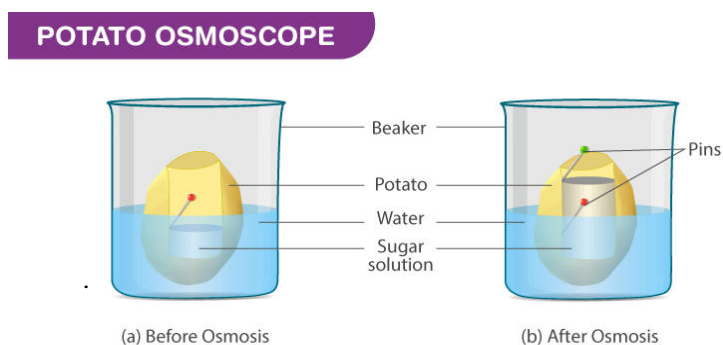 POTATO OSMOSCOPE
Beaker
Pins
Potato
Water
Sugar
solution
(a) Before Osmosis
(b) After Osmosis